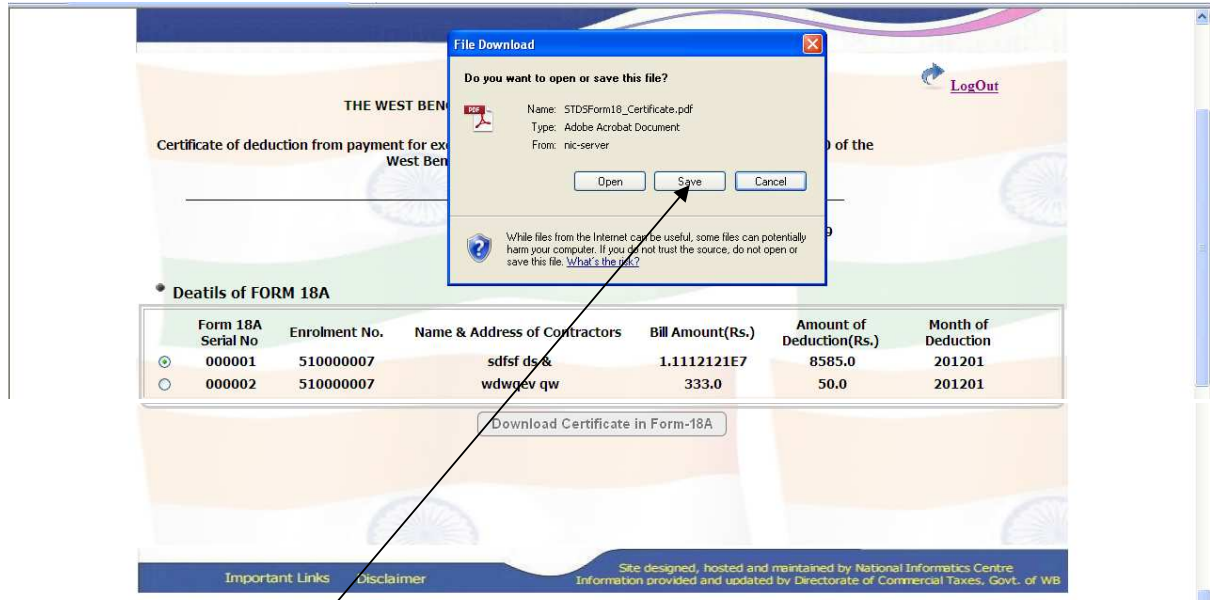 File Download
Do you want to open or save this file?
Name: STDSForm18_Certificate.pdf
Type: Adobe Acrobat Document
From: nic-server
Open Save Cancel
While files from the Internet can be useful, some files can potentially
harm your computer. If you do not trust the source, do not open or
save this file. What's the risk?
LogOut
THE WEST BEN
Certificate of deduction from payment for exe
of the
West Ben
9
Deatils of FORM 18A
Form 18A Serial No Enrolment No. Name & Address of Contractors Bill Amount(Rs.) Amount of Deduction(Rs.) Month of Deduction
000001 510000007 sdfsf ds & 1.1112121E7 8585.0 201201
000002 510000007 wdwqev qw 333.0 50.0 201201
Download Certificate in Form-18A
Important Links Disclaimer
Site designed, hosted and maintained by National Informatics Centre
Information provided and updated by Directorate of Commercial Taxes, Govt. of WB